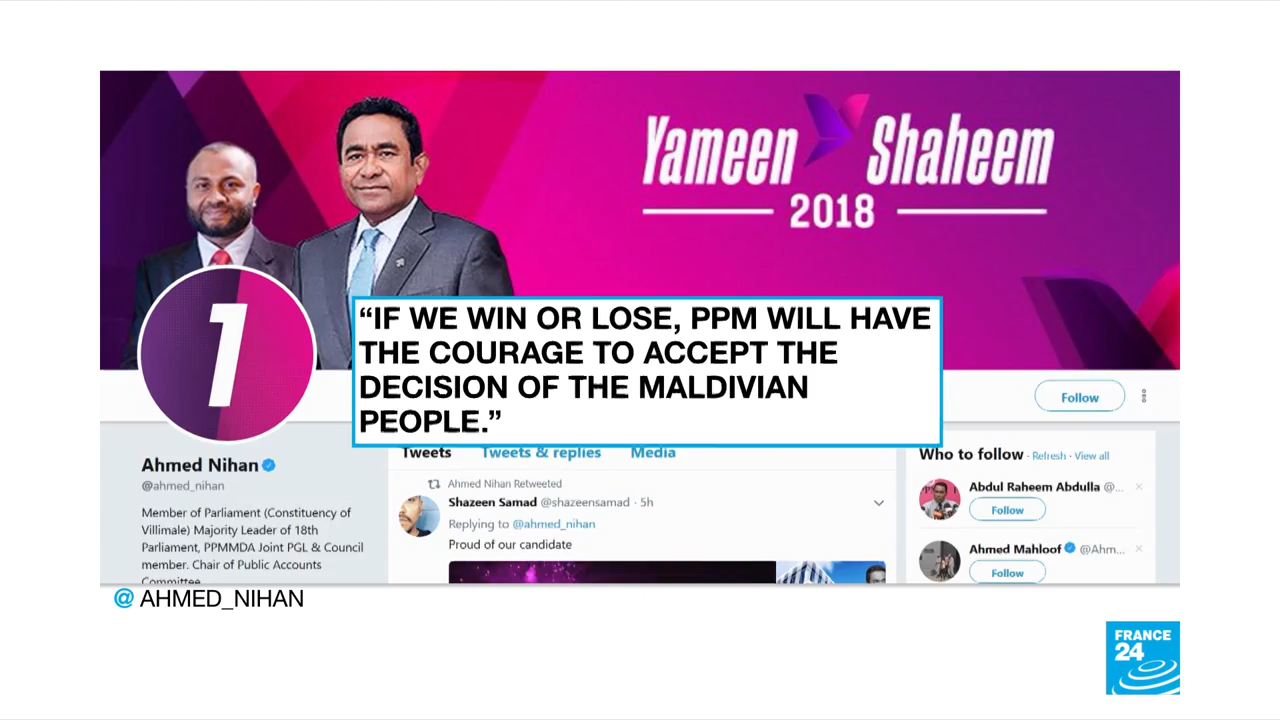 Yameen Shaheem
2018
1
“IF WE WIN OR LOSE, PPM WILL HAVE
THE COURAGE TO ACCEPT THE
DECISION OF THE MALDIVIAN
PEOPLE.”
Follow
Ahmed Nihan
@ahmed_nihan
Member of Parliament (Constituency of
Villimale) Majority Leader of 18th
Parliament, PPMMDA Joint PGL & Council
member. Chair of Public Accounts
Committee
Tweets Tweets & replies Media
Ahmed Nihan Retweeted
Shazeen Samad @shazeensamad · 5h
Replying to @ahmed_nihan
Proud of our candidate
Who to follow · Refresh · View all
Abdul Raheem Abdulla @...
Follow
Ahmed Mahloof @Ahm...
Follow
@ AHMED_NIHAN
FRANCE
24